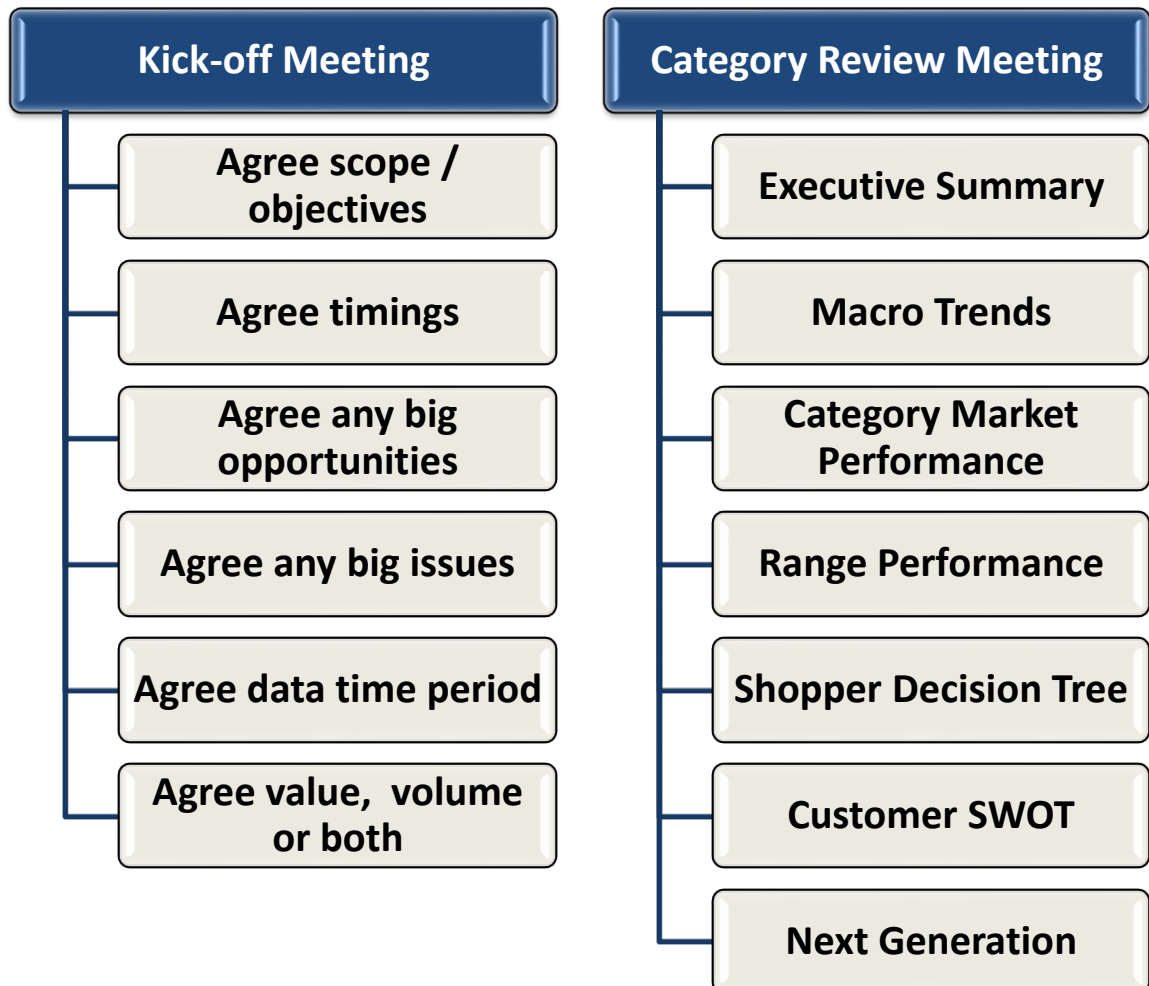 Kick-off Meeting
Agree scope /
objectives
Agree timings
Agree any big
opportunities
Agree any big issues
Agree data time period
Agree value,  volume
or both
Category Review Meeting
Executive Summary
Macro Trends
Category Market
Performance
Range Performance
Shopper Decision Tree
Customer SWOT
Next Generation